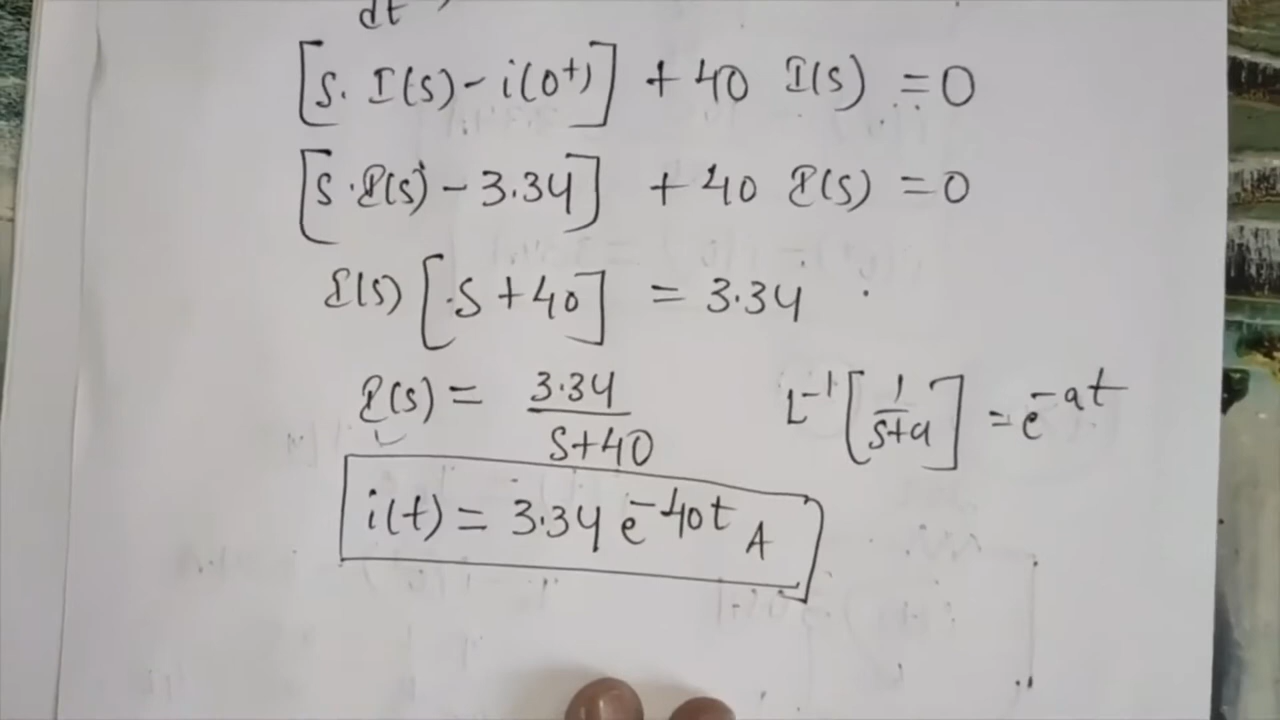 dt
[S. I(s) - i(0+)] + 40 I(s) = 0
[S . I(s) - 3.34] + 40 I(s) = 0
I(s) [S + 40] = 3.34
I(s) = 3.34 / S+40
L⁻¹ [1 / S+a] = e^-at
i(t) = 3.34 e^-40t A